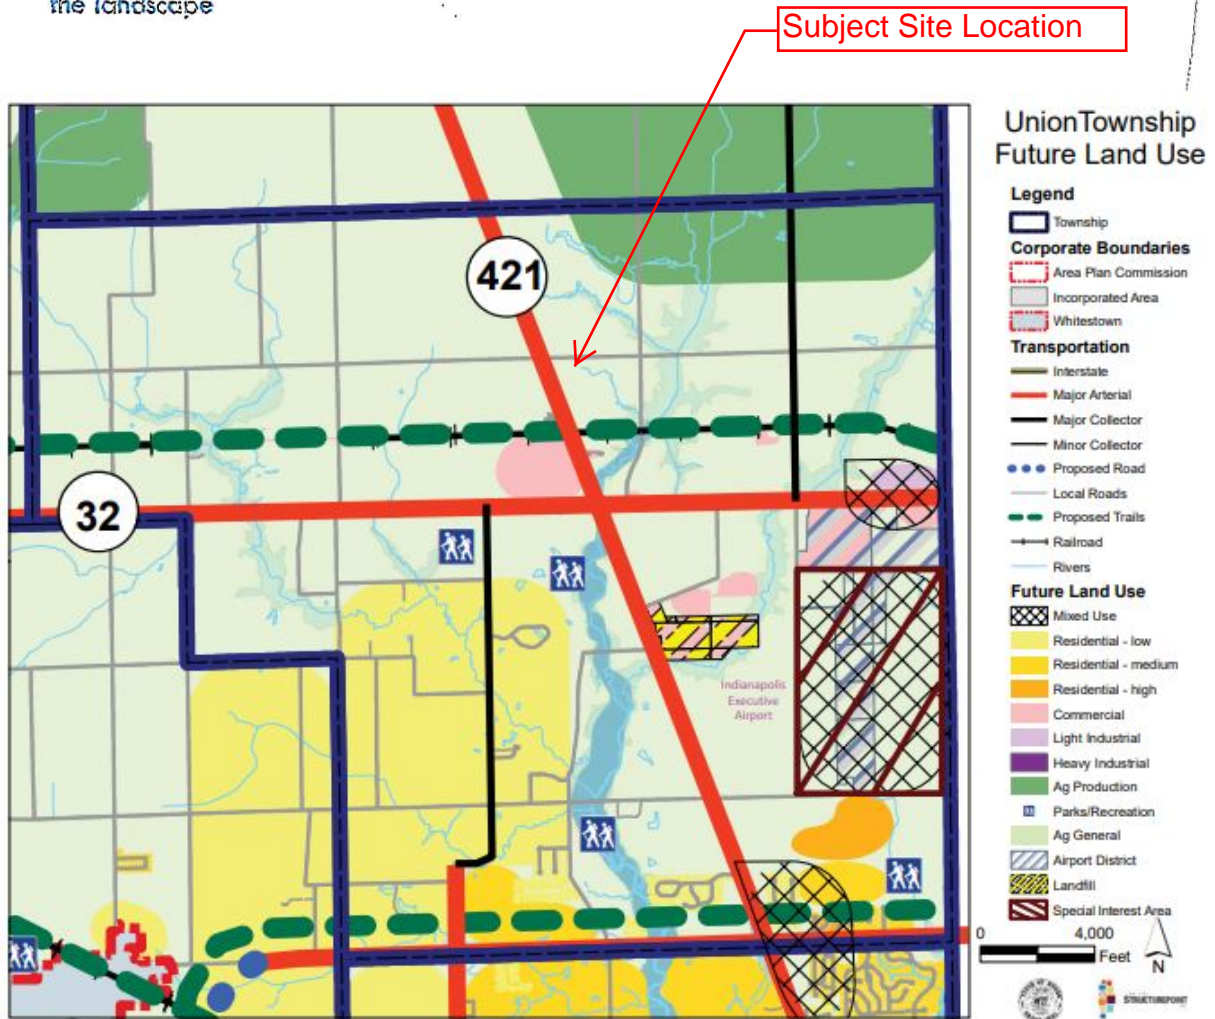 the landscape
Subject Site Location
UnionTownship
Future Land Use
Legend
Township
Corporate Boundaries
Area Plan Commission
Incorporated Area
Whitestown
Transportation
Interstate
Major Arterial
Major Collector
Minor Collector
Proposed Road
Local Roads
Proposed Trails
Railroad
Rivers
Future Land Use
Mixed Use
Residential - low
Residential - medium
Residential - high
Commercial
Light Industrial
Heavy Industrial
Ag Production
Parks/Recreation
Ag General
Airport District
Landfill
Special Interest Area
0 4,000
Feet
N
STRUCTUREPOINT
421
32
Indianapolis
Executive
Airport